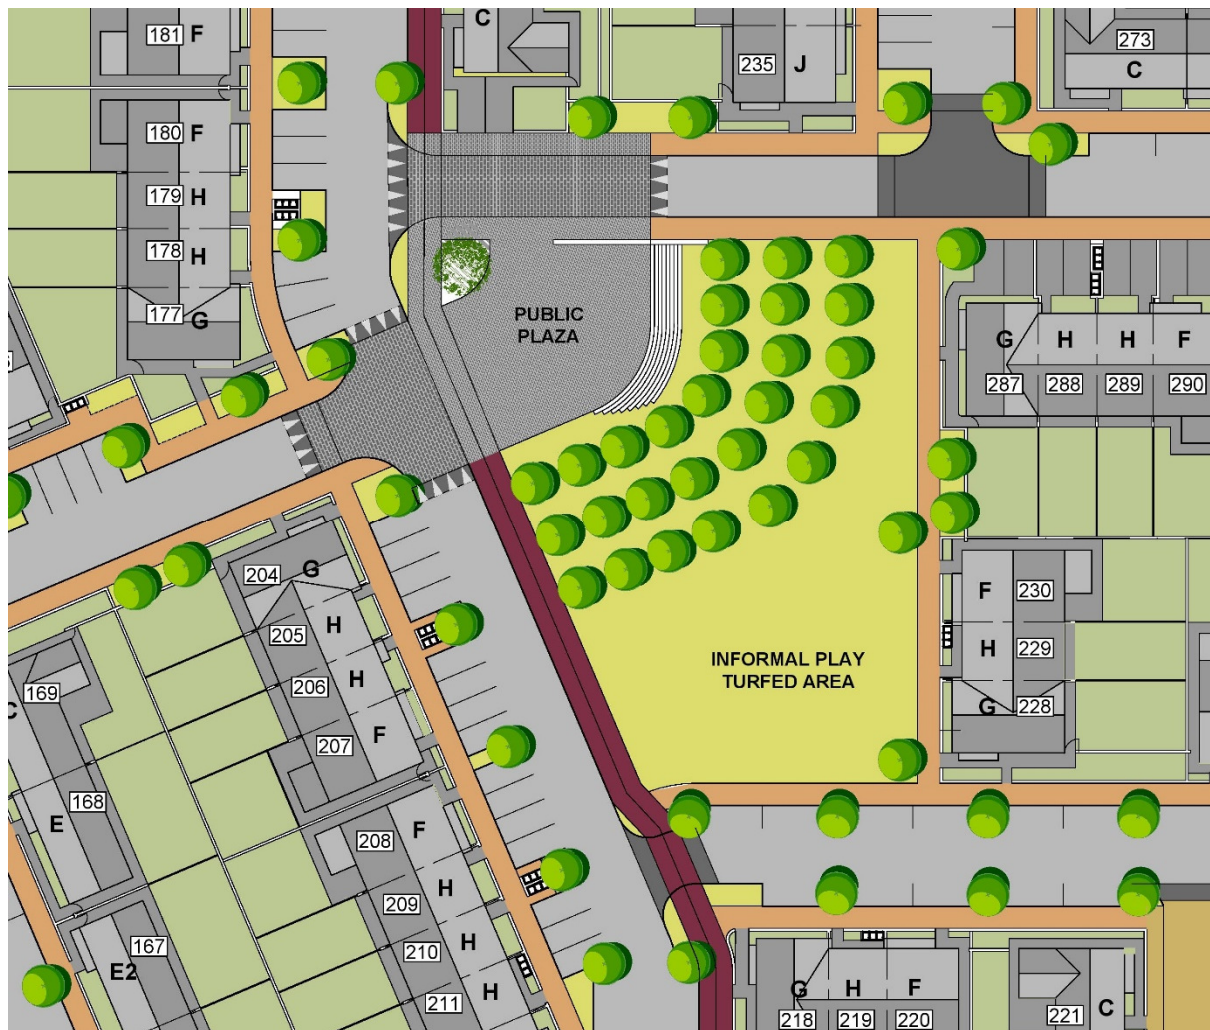 181 F
C
235 J
273
C
180 F
179 H
178 H
177 G
PUBLIC
PLAZA
G H H F
287 288 289 290
204 G
205 H
206 H
207 F
F 230
H 229
G 228
INFORMAL PLAY
TURFED AREA
169
C
168
E
208 F
209 H
210 H
211 H
167
E2
G H F
218 219 220
221 C